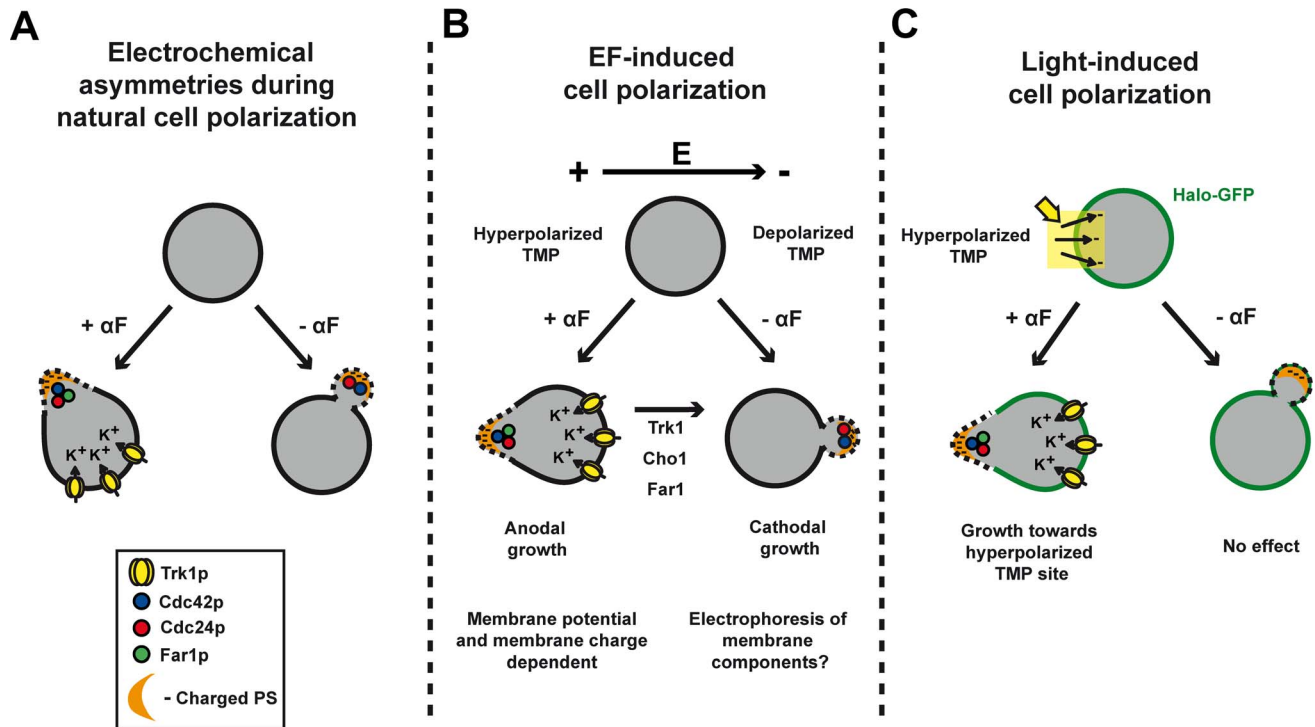 A
Electrochemical
asymmetries during
natural cell polarization
+ αF
- αF
K+
K+ K+
Trk1p
Cdc42p
Cdc24p
Far1p
- Charged PS
B
EF-induced
cell polarization
E
+
-
Hyperpolarized
TMP
Depolarized
TMP
+ αF
- αF
K+
K+
K+
Trk1
Cho1
Far1
Anodal
growth
Cathodal
growth
Membrane potential
and membrane charge
dependent
Electrophoresis of
membrane
components?
C
Light-induced
cell polarization
Halo-GFP
Hyperpolarized
TMP
+ αF
- αF
K+
K+
K+
Growth towards
hyperpolarized
TMP site
No effect